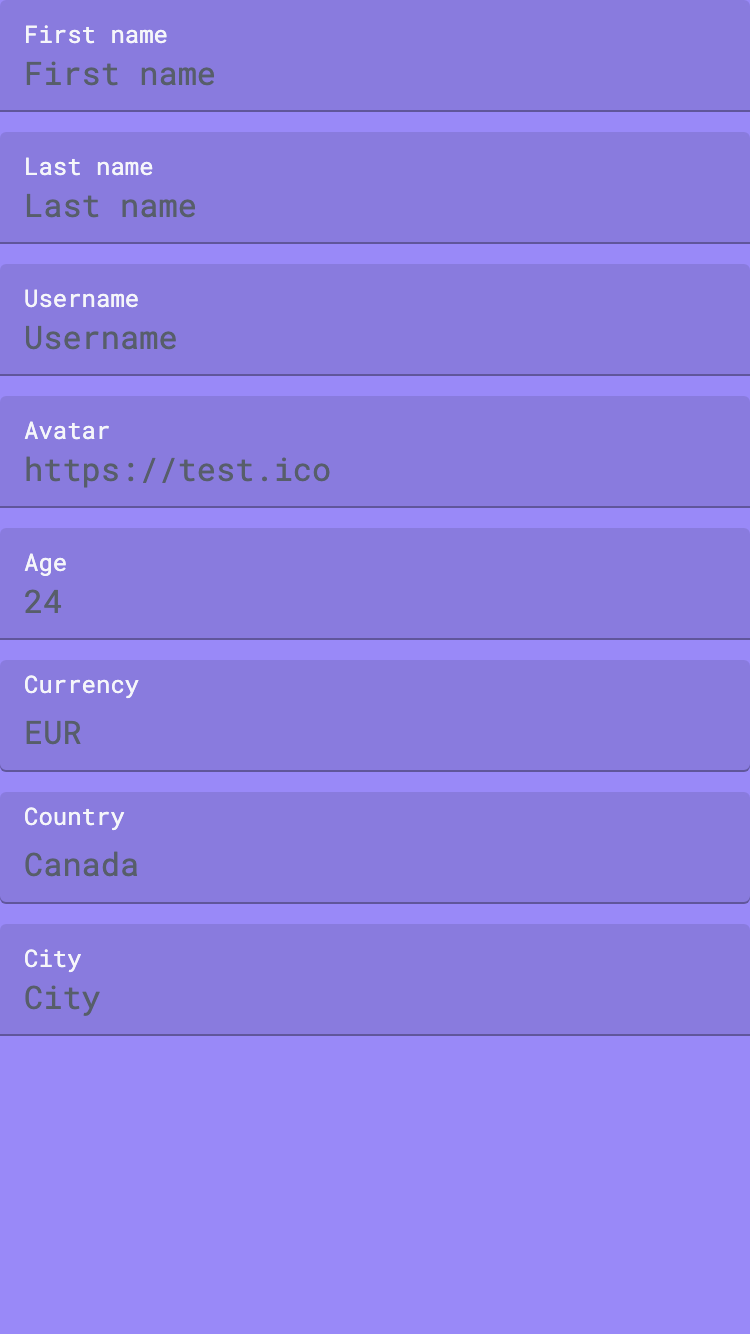 First name
First name
Last name
Last name
Username
Username
Avatar
https://test.ico
Age
24
Currency
EUR
Country
Canada
City
City